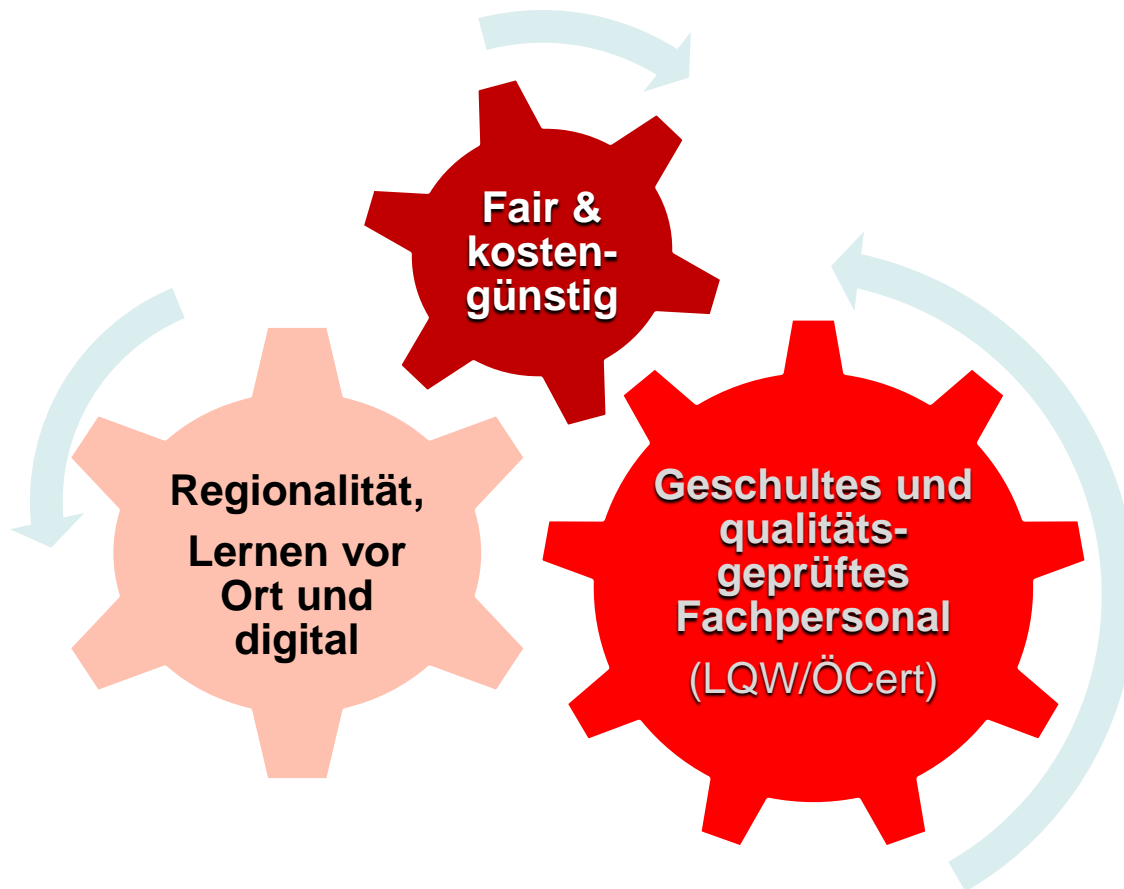 Fair &
kosten-
günstig
Regionalität,
Lernen vor
Ort und
digital
Geschultes und
qualitäts-
geprüftes
Fachpersonal
(LQW/ÖCert)